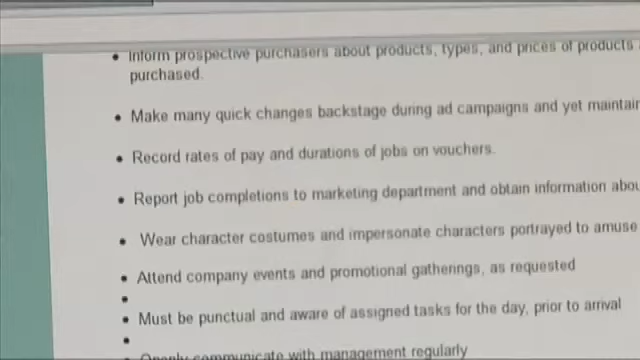 • Inform prospective purchasers about products, types, and prices of products
purchased.
• Make many quick changes backstage during ad campaigns and yet maintain
• Record rates of pay and durations of jobs on vouchers.
• Report job completions to marketing department and obtain information about
• Wear character costumes and impersonate characters portrayed to amuse
• Attend company events and promotional gatherings, as requested
•
• Must be punctual and aware of assigned tasks for the day, prior to arrival
•
• Openly communicate with management regularly